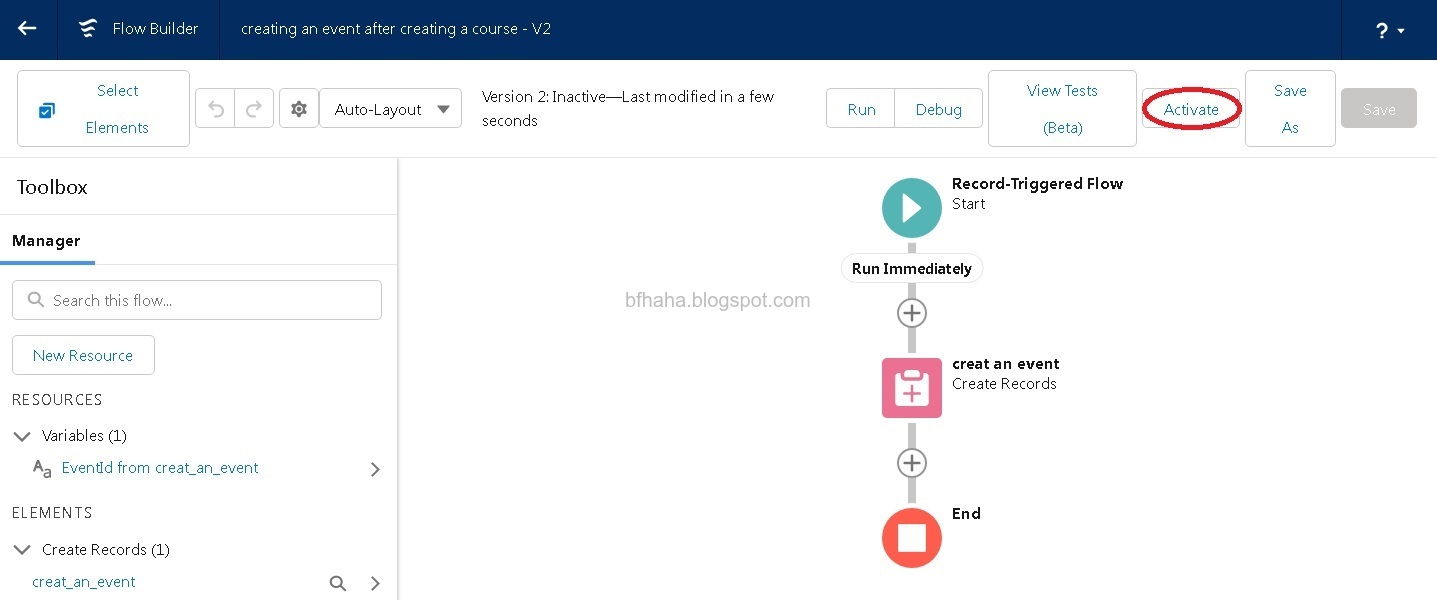 Flow Builder
creating an event after creating a course - V2
?
Select
Elements
Auto-Layout
Version 2: Inactive—Last modified in a few
seconds
Run
Debug
View Tests
(Beta)
Activate
Save
As
Save
Toolbox
Manager
Search this flow...
New Resource
RESOURCES
Variables (1)
Aa
EventId from creat_an_event
ELEMENTS
Create Records (1)
creat_an_event
Record-Triggered Flow
Start
Run Immediately
bfhaha.blogspot.com
creat an event
Create Records
End